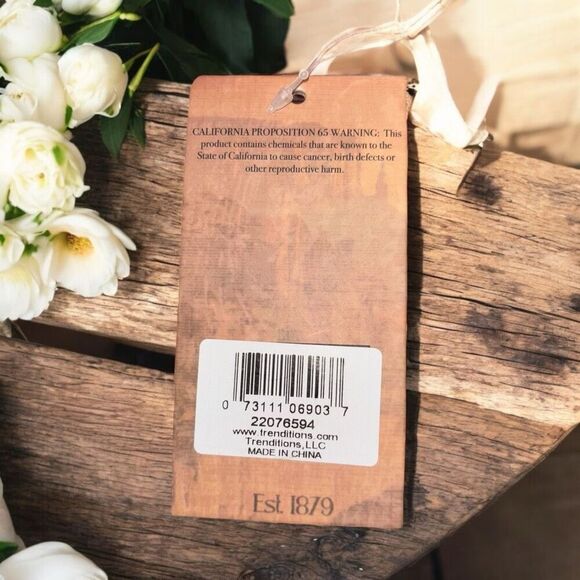 CALIFORNIA PROPOSITION 65 WARNING: This
product contains chemicals that are known to the
State of California to cause cancer, birth defects or
other reproductive harm.
0 73111 06903 7
22076594
www.trenditions.com
Trenditions,LLC
MADE IN CHINA
Est. 1879